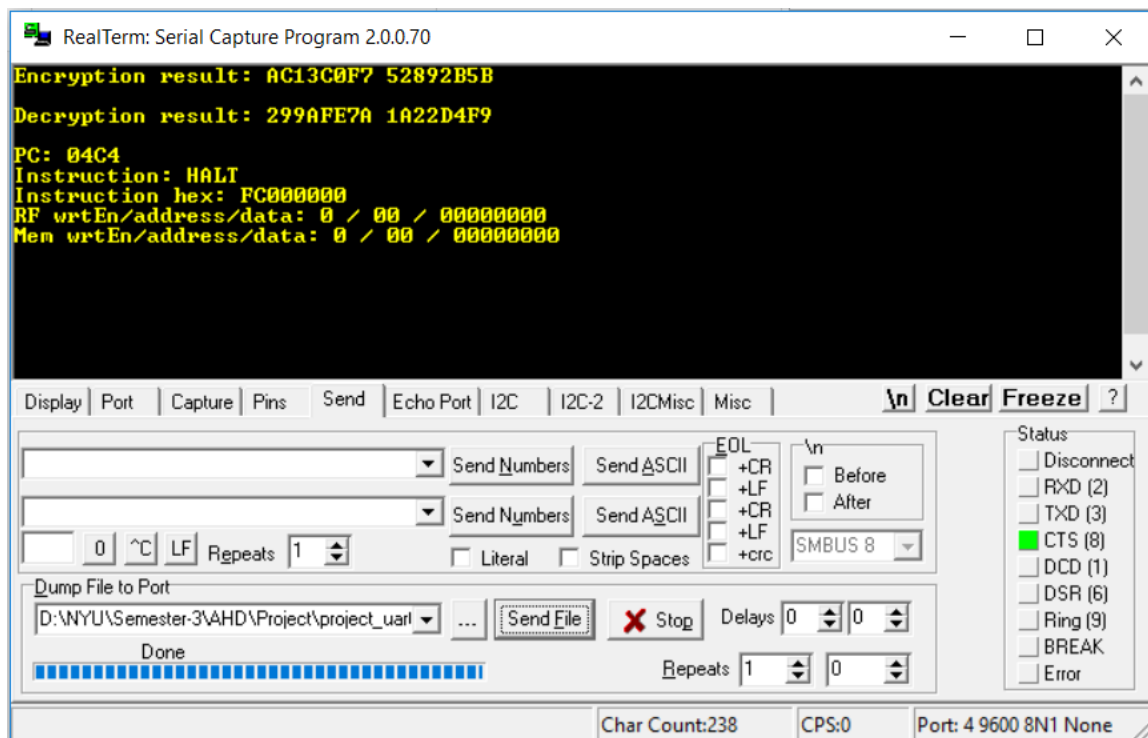 RealTerm: Serial Capture Program 2.0.0.70
Encryption result: AC13C0F7 52892B5B
Decryption result: 299AFE7A 1A22D4F9
PC: 04C4
Instruction: HALT
Instruction hex: FC000000
RF wrtEn/address/data: 0 / 00 / 00000000
Mem wrtEn/address/data: 0 / 00 / 00000000
Display Port Capture Pins Send Echo Port I2C I2C-2 I2CMisc Misc \n Clear Freeze ?
EOL \n Status
Send Numbers Send ASCII +CR Before Disconnect
+LF RXD (2)
Send Numbers Send ASCII +CR After TXD (3)
0 ^C LF Repeats 1 Literal Strip Spaces +LF SMBUS 8 CTS (8)
+crc DCD (1)
Dump File to Port DSR (6)
D:\NYU\Semester-3\AHD\Project\project_uart ... Send File Stop Delays 0 0 Ring (9)
Done BREAK
Repeats 1 0 Error
Char Count:238 CPS:0 Port: 4 9600 8N1 None